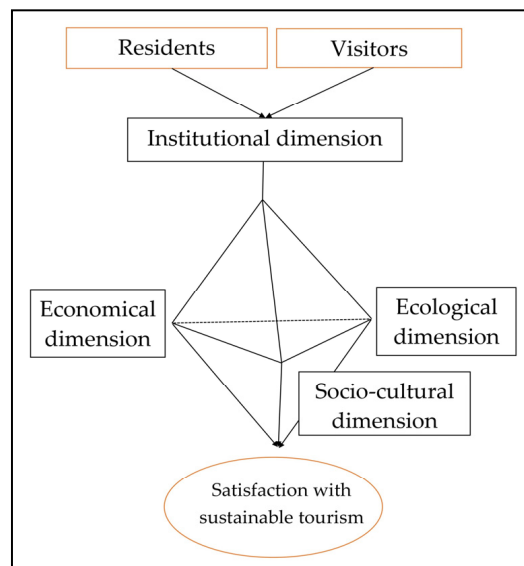 Residents
Visitors
Institutional dimension
Economical
dimension
Ecological
dimension
Socio-cultural
dimension
Satisfaction with
sustainable tourism